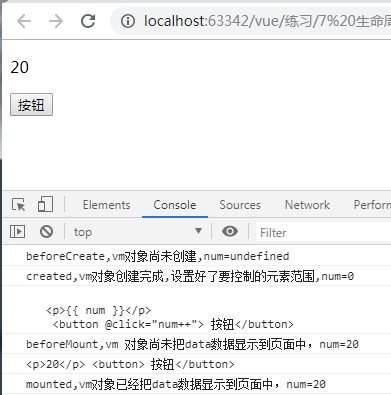 localhost:63342/vue/练习/7%20生命周
20
按钮
Elements Console Sources Network Perform
top Filter
beforeCreate,vm对象尚未创建,num=undefined
created,vm对象创建完成,设置好了要控制的元素范围,num=0
<p>{{ num }}</p>
<button @click="num++"> 按钮</button>
beforeMount,vm 对象尚未把data数据显示到页面中，num=20
<p>20</p> <button> 按钮</button>
mounted,vm对象已经把data数据显示到页面中，num=20